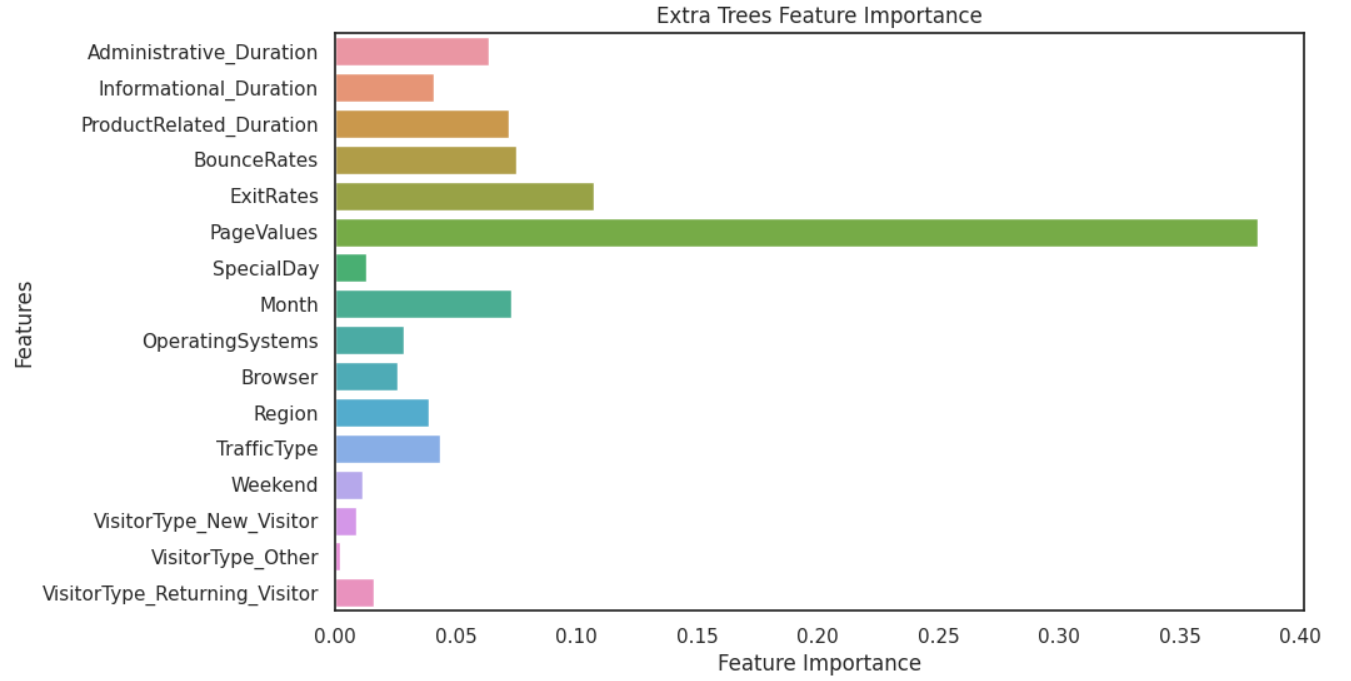 Extra Trees Feature Importance
Features
Administrative_Duration
Informational_Duration
ProductRelated_Duration
BounceRates
ExitRates
PageValues
SpecialDay
Month
OperatingSystems
Browser
Region
TrafficType
Weekend
VisitorType_New_Visitor
VisitorType_Other
VisitorType_Returning_Visitor
0.00 0.05 0.10 0.15 0.20 0.25 0.30 0.35 0.40
Feature Importance